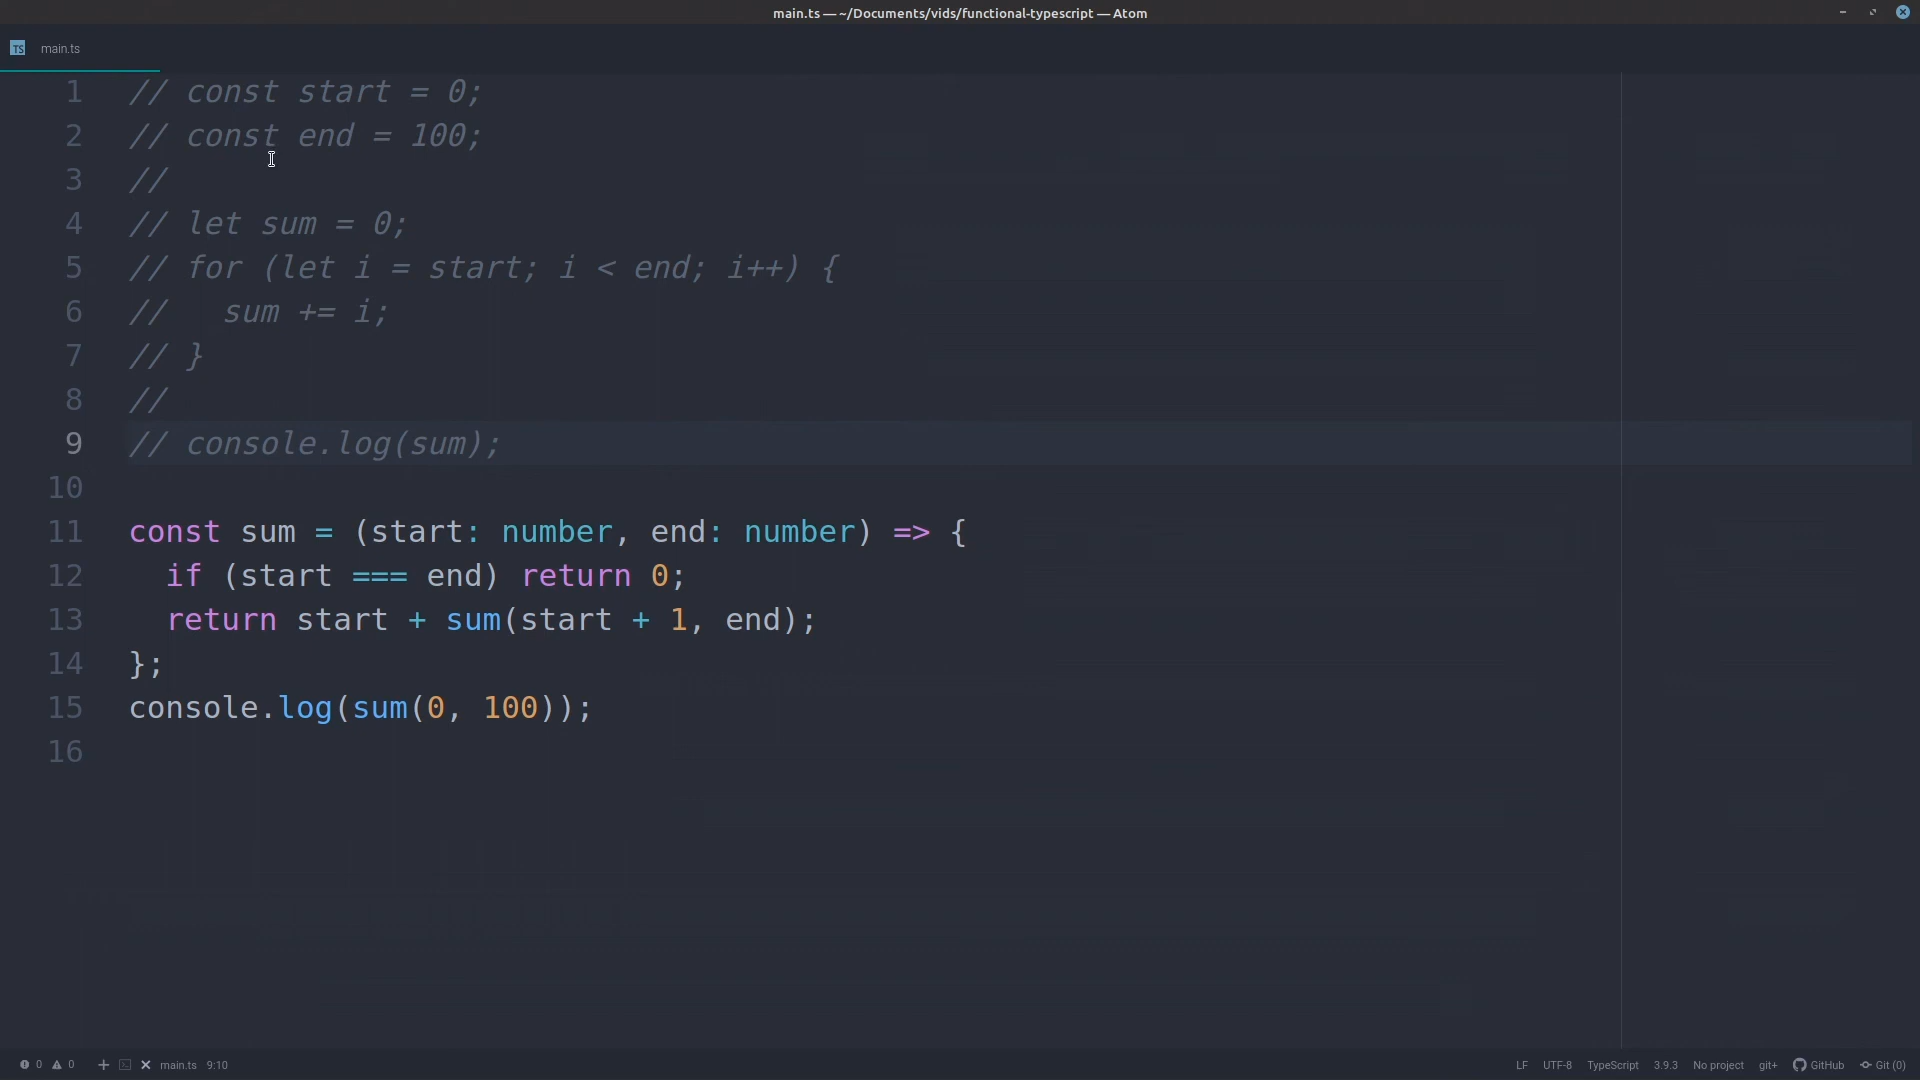 main.ts — ~/Documents/vids/functional-typescript — Atom
TS main.ts
1 // const start = 0;
2 // const end = 100;
3 //
4 // let sum = 0;
5 // for (let i = start; i < end; i++) {
6 //   sum += i;
7 // }
8 //
9 // console.log(sum);
10
11 const sum = (start: number, end: number) => {
12   if (start === end) return 0;
13   return start + sum(start + 1, end);
14 };
15 console.log(sum(0, 100));
16
0 0 main.ts 9:10 LF UTF-8 TypeScript 3.9.3 No project git+ GitHub Git (0)